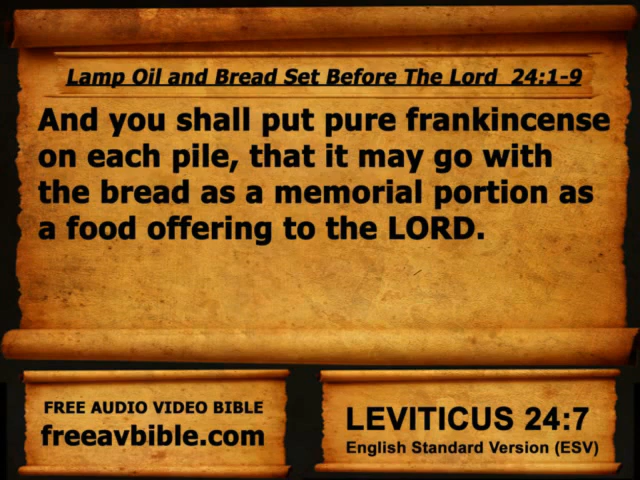 Lamp Oil and Bread Set Before The Lord 24:1-9
And you shall put pure frankincense
on each pile, that it may go with
the bread as a memorial portion as
a food offering to the LORD.
FREE AUDIO VIDEO BIBLE
freeavbible.com
LEVITICUS 24:7
English Standard Version (ESV)